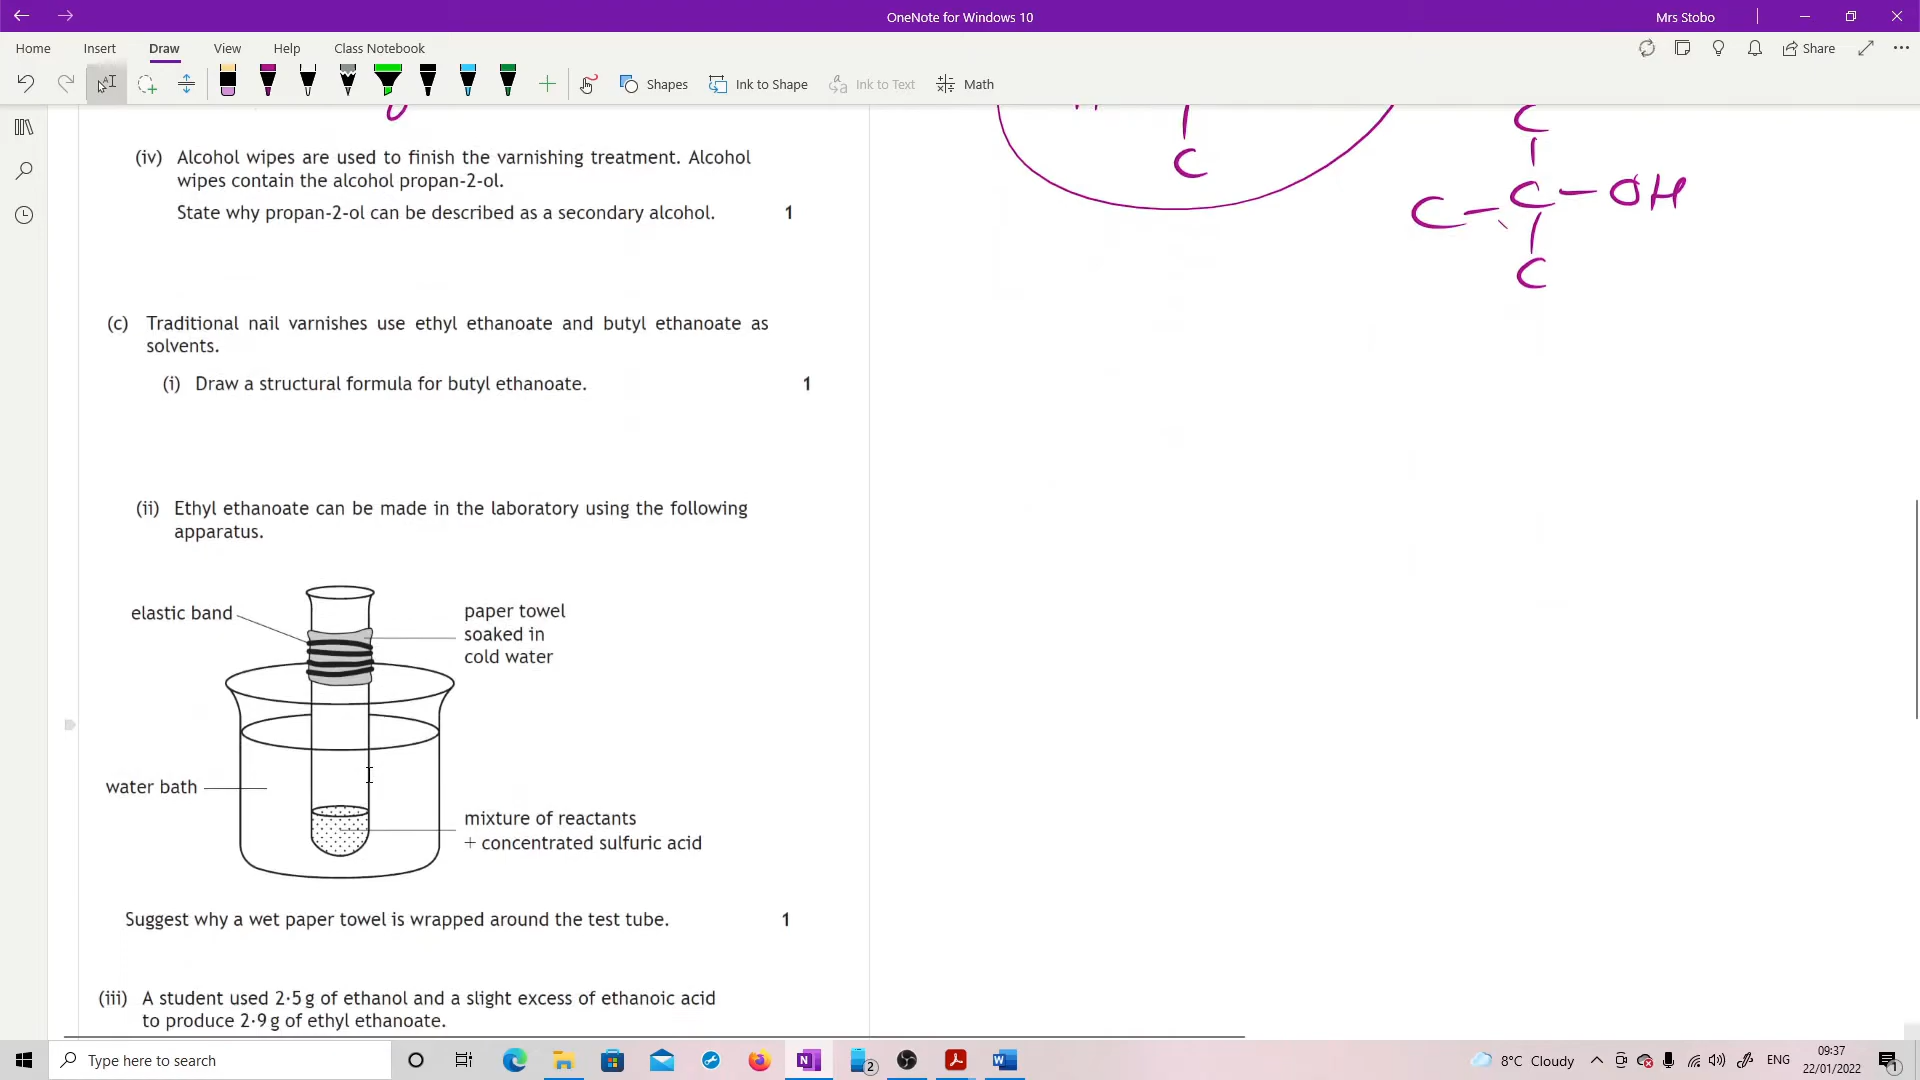 OneNote for Windows 10
Mrs Stobo
Home Insert Draw View Help Class Notebook
Share
Shapes Ink to Shape Ink to Text Math
(iv) Alcohol wipes are used to finish the varnishing treatment. Alcohol
wipes contain the alcohol propan-2-ol.
State why propan-2-ol can be described as a secondary alcohol. 1
C
C
C - C - OH
C
(c) Traditional nail varnishes use ethyl ethanoate and butyl ethanoate as
solvents.
(i) Draw a structural formula for butyl ethanoate. 1
(ii) Ethyl ethanoate can be made in the laboratory using the following
apparatus.
elastic band
paper towel
soaked in
cold water
water bath
mixture of reactants
+ concentrated sulfuric acid
Suggest why a wet paper towel is wrapped around the test tube. 1
(iii) A student used 2·5 g of ethanol and a slight excess of ethanoic acid
to produce 2·9 g of ethyl ethanoate.
Type here to search
2
8°C Cloudy
ENG
09:37
22/01/2022
1